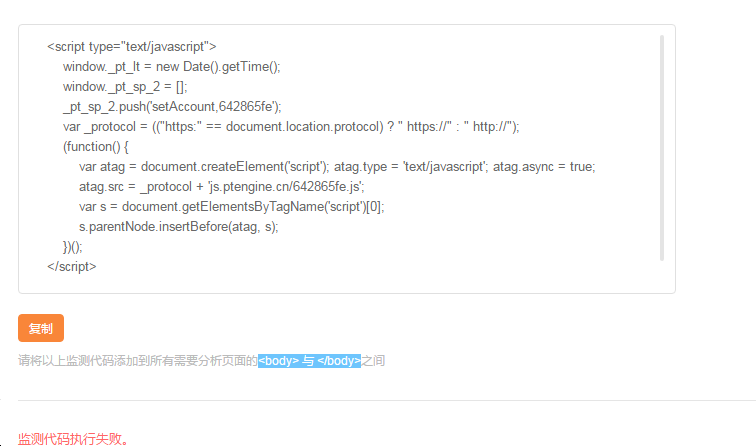 <script type="text/javascript">
window._pt_lt = new Date().getTime();
window._pt_sp_2 = [];
_pt_sp_2.push('setAccount,642865fe');
var _protocol = (("https:" == document.location.protocol) ? " https://" : " http://");
(function() {
var atag = document.createElement('script'); atag.type = 'text/javascript'; atag.async = true;
atag.src = _protocol + 'js.ptengine.cn/642865fe.js';
var s = document.getElementsByTagName('script')[0];
s.parentNode.insertBefore(atag, s);
})();
</script>
复制
请将以上监测代码添加到所有需要分析页面的<body> 与 </body>之间
监测代码执行失败。